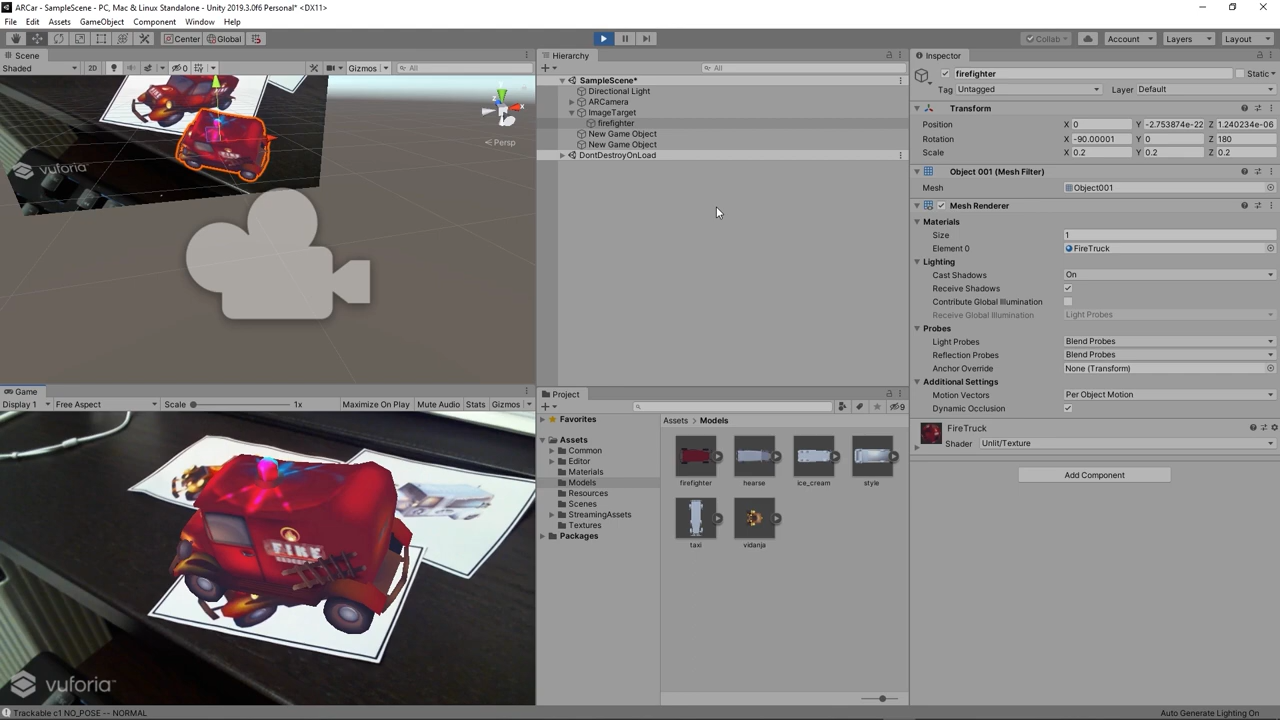 ARCar - SampleScene - PC, Mac & Linux Standalone - Unity 2019.3.0f6 Personal* <DX11>
File Edit Assets GameObject Component Window Help
Center Global Collab Account Layers Layout
Scene
Shaded 2D 0 Gizmos All
Persp
vuforia
Game
Display 1 Free Aspect Scale 1x Maximize On Play Mute Audio Stats Gizmos
FIRE
vuforia™
Trackable c1 NO_POSE -- NORMAL
Hierarchy
All
SampleScene*
Directional Light
ARCamera
ImageTarget
firefighter
New Game Object
New Game Object
DontDestroyOnLoad
Project
9
Favorites
Assets
Common
Editor
Materials
Models
Resources
Scenes
StreamingAssets
Textures
Packages
Assets > Models
firefighter hearse ice_cream style
taxi vidanja
Inspector
firefighter Static
Tag Untagged Layer Default
Transform
Position X 0 Y -2.753874e-22 Z 1.240234e-06
Rotation X -90.00001 Y 0 Z 180
Scale X 0.2 Y 0.2 Z 0.2
Object 001 (Mesh Filter)
Mesh Object001
Mesh Renderer
Materials
Size 1
Element 0 FireTruck
Lighting
Cast Shadows On
Receive Shadows
Contribute Global Illumination
Receive Global Illumination Light Probes
Probes
Light Probes Blend Probes
Reflection Probes Blend Probes
Anchor Override None (Transform)
Additional Settings
Motion Vectors Per Object Motion
Dynamic Occlusion
FireTruck
Shader Unlit/Texture
Add Component
Auto Generate Lighting On